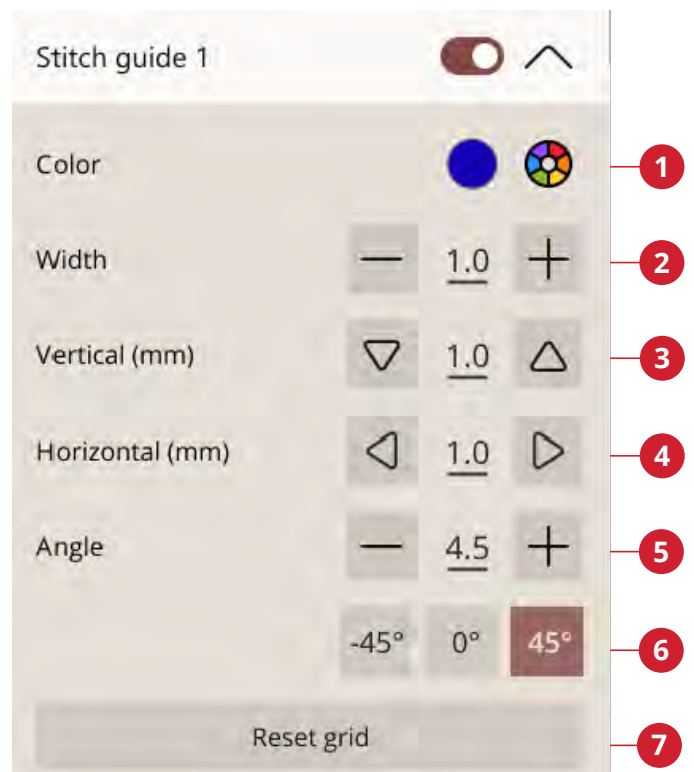 Stitch guide 1
Color 1
Width 1.0 2
Vertical (mm) 1.0 3
Horizontal (mm) 1.0 4
Angle 4.5 5
-45° 0° 45° 6
Reset grid 7